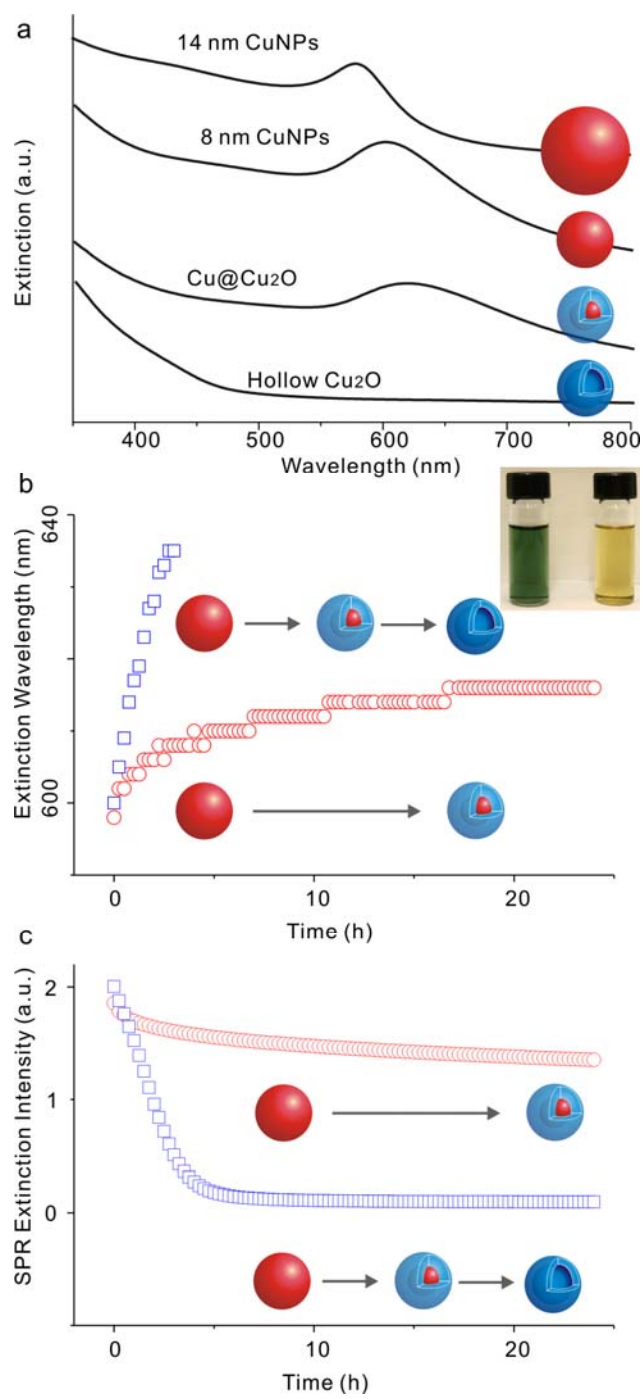 a
14 nm CuNPs
8 nm CuNPs
Cu@Cu2O
Hollow Cu2O
Extinction (a.u.)
400 500 600 700 800
Wavelength (nm)
b
640
600
Extinction Wavelength (nm)
0 10 20
Time (h)
c
2
1
0
SPR Extinction Intensity (a.u.)
0 10 20
Time (h)